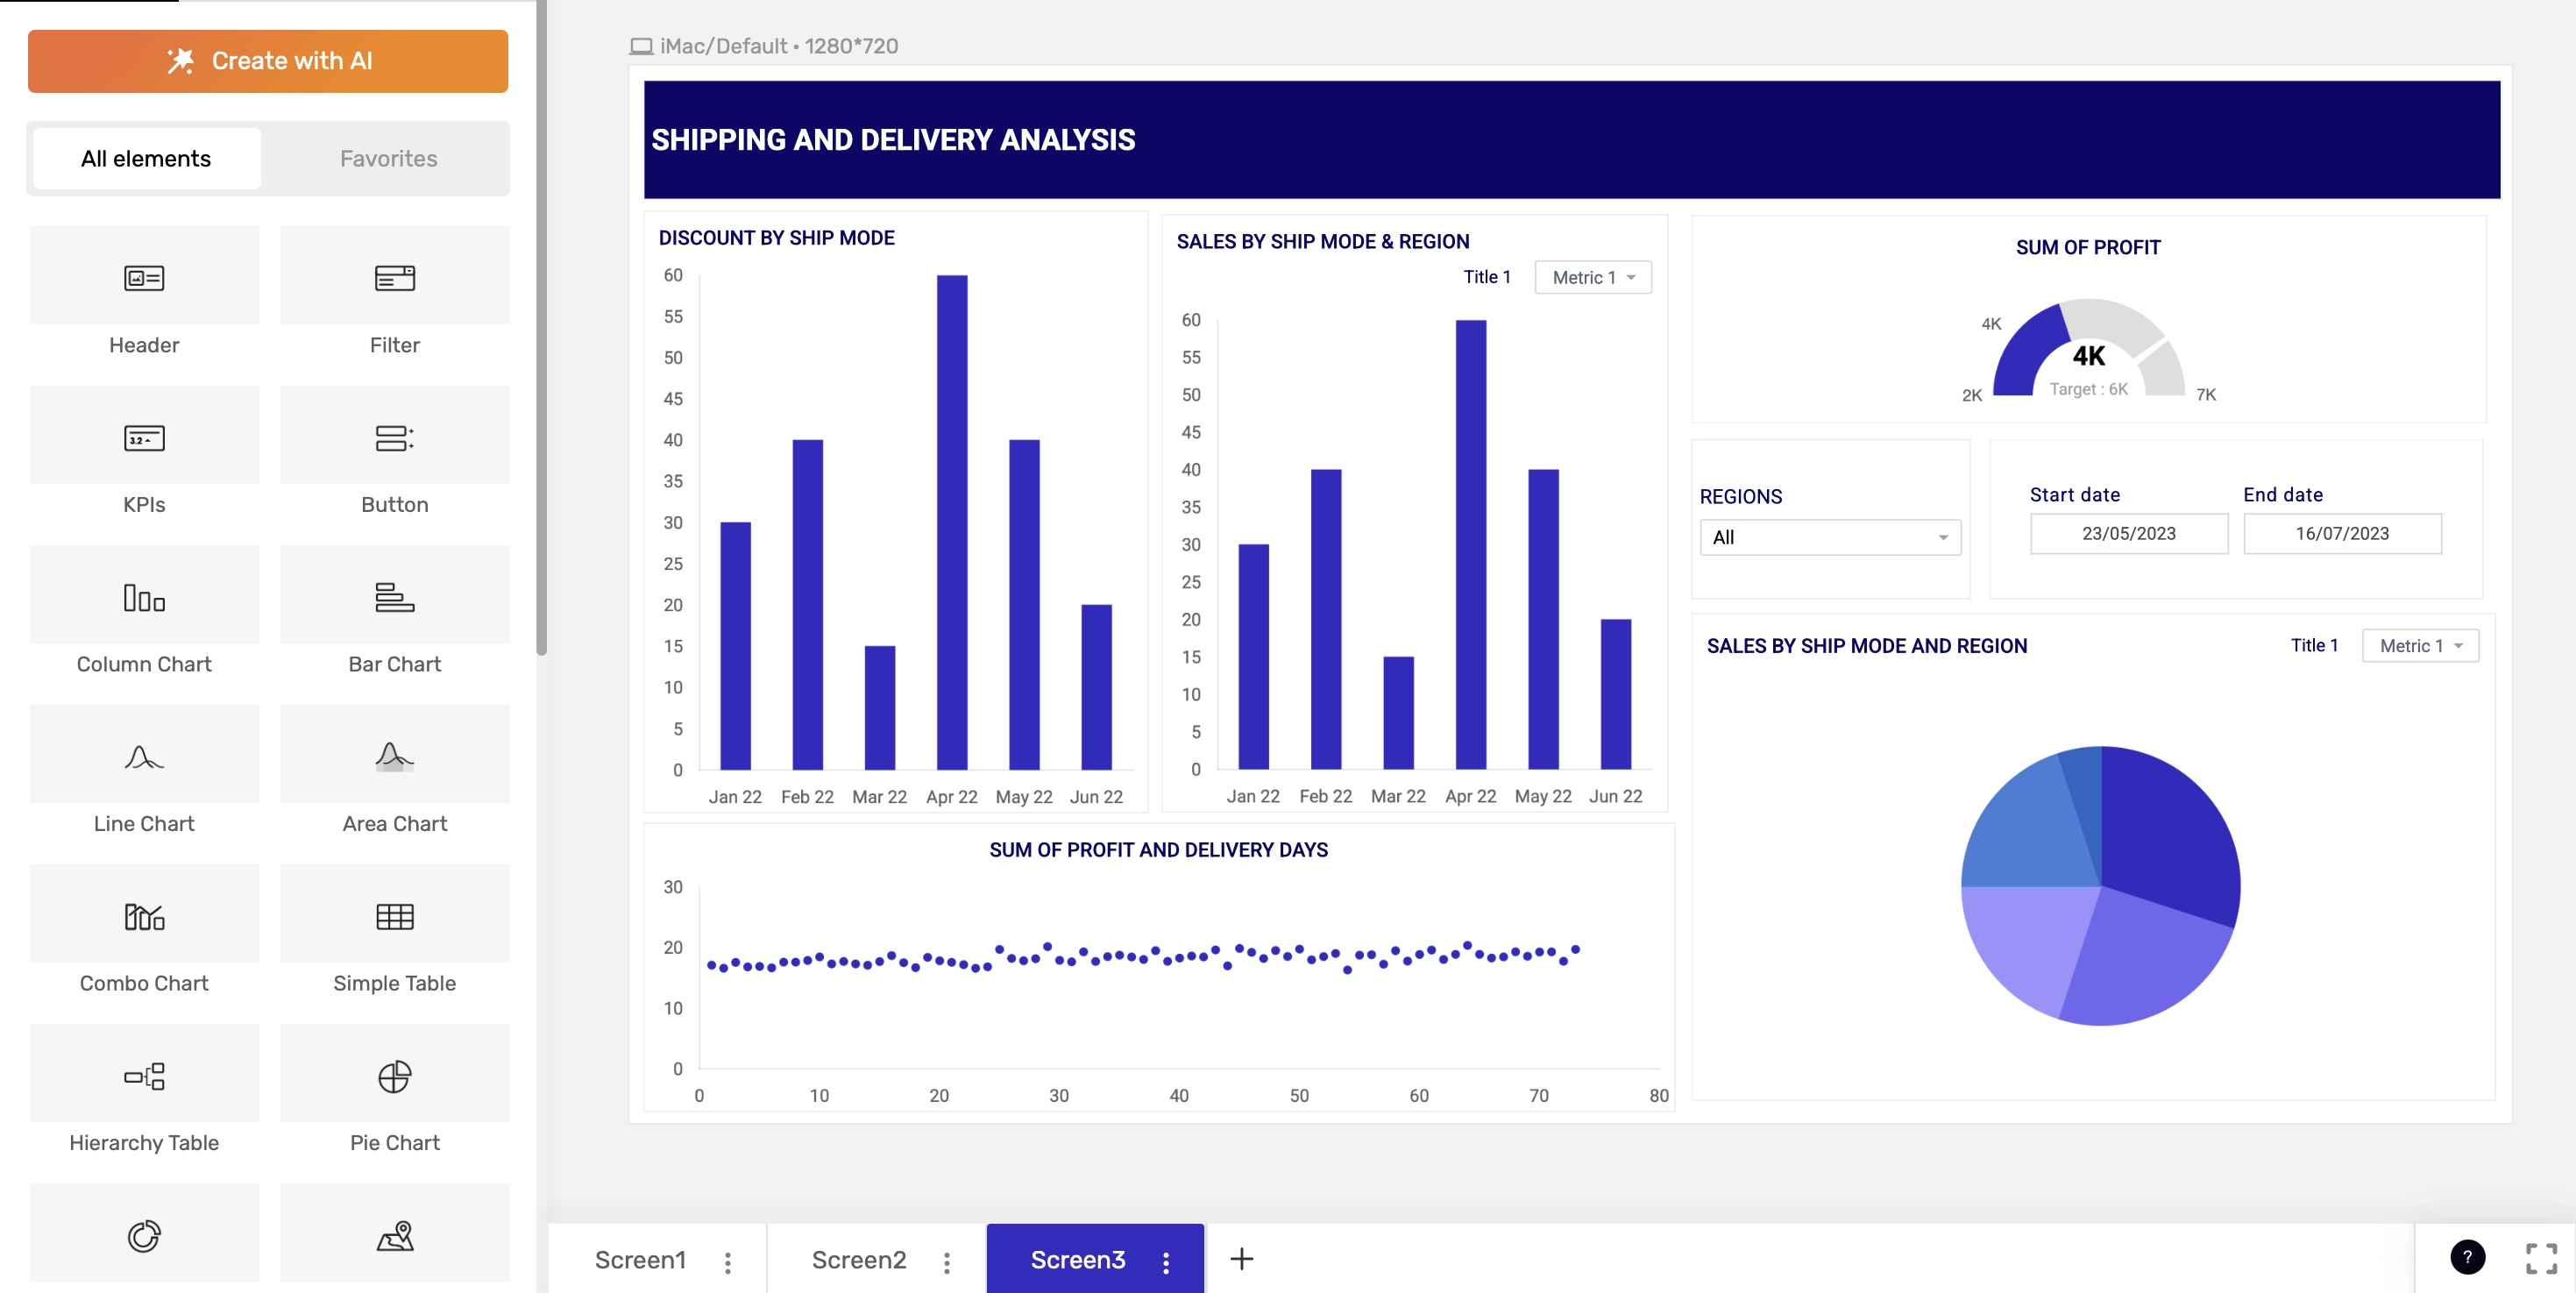 Create with AI
All elements
Favorites
Header
Filter
3.2
KPIs
Button
Column Chart
Bar Chart
Line Chart
Area Chart
Combo Chart
Simple Table
Hierarchy Table
Pie Chart
iMac/Default • 1280*720
SHIPPING AND DELIVERY ANALYSIS
DISCOUNT BY SHIP MODE
60
55
50
45
40
35
30
25
20
15
10
5
0
Jan 22 Feb 22 Mar 22 Apr 22 May 22 Jun 22
SALES BY SHIP MODE & REGION
Title 1
Metric 1
60
55
50
45
40
35
30
25
20
15
10
5
0
Jan 22 Feb 22 Mar 22 Apr 22 May 22 Jun 22
SUM OF PROFIT
4K
4K
Target : 6K
2K
7K
REGIONS
All
Start date
23/05/2023
End date
16/07/2023
SALES BY SHIP MODE AND REGION
Title 1
Metric 1
SUM OF PROFIT AND DELIVERY DAYS
30
20
10
0
0 10 20 30 40 50 60 70 80
Screen1
Screen2
Screen3
+
?